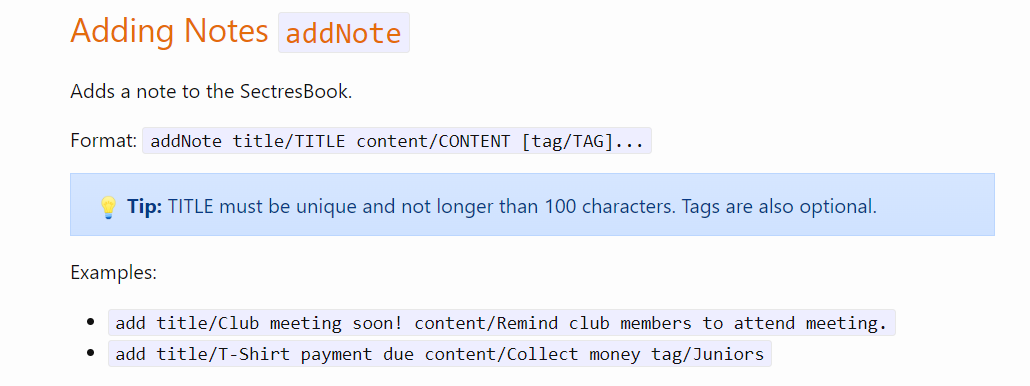 Adding Notes addNote
Adds a note to the SectresBook.
Format: addNote title/TITLE content/CONTENT [tag/TAG]...
Tip: TITLE must be unique and not longer than 100 characters. Tags are also optional.
Examples:
add title/Club meeting soon! content/Remind club members to attend meeting.
add title/T-Shirt payment due content/Collect money tag/Juniors